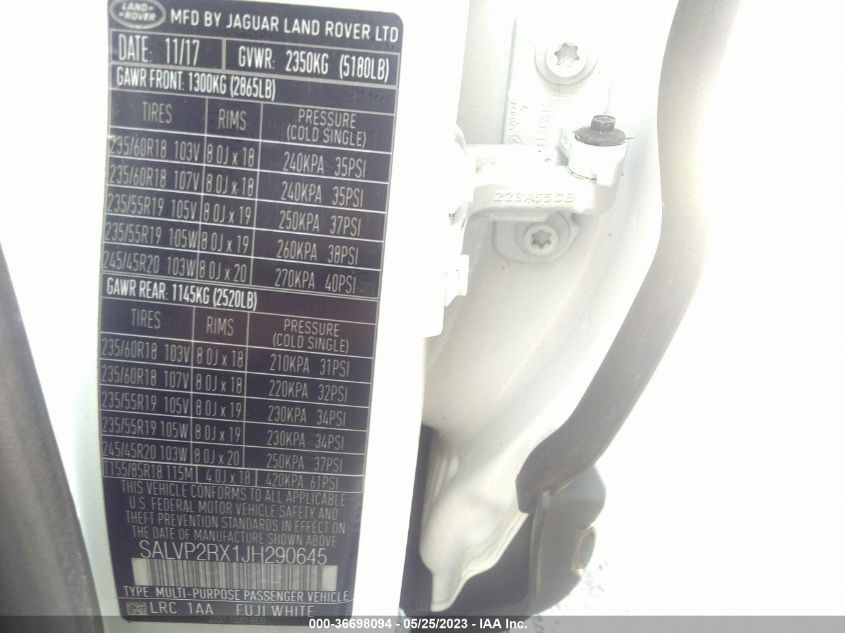 LAND-
ROVER
MFD BY JAGUAR LAND ROVER LTD
DATE: 11/17 GVWR: 2350KG (5180LB)
GAWR FRONT: 1300KG (2865LB)
TIRES RIMS PRESSURE
(COLD SINGLE)
235/60R18 103V 8.0J x 18 240KPA 35PSI
235/60R18 107V 8.0J x 18 240KPA 35PSI
235/55R19 105V 8.0J x 19 250KPA 37PSI
235/55R19 105W 8.0J x 19 260KPA 38PSI
245/45R20 103W 8.0J x 20 270KPA 40PSI
GAWR REAR: 1145KG (2520LB)
TIRES RIMS PRESSURE
(COLD SINGLE)
235/60R18 103V 8.0J x 18 210KPA 31PSI
235/60R18 107V 8.0J x 18 220KPA 32PSI
235/55R19 105V 8.0J x 19 230KPA 34PSI
235/55R19 105W 8.0J x 19 230KPA 34PSI
245/45R20 103W 8.0J x 20 250KPA 37PSI
T155/85R18 115M 4.0J x 18 420KPA 61PSI
THIS VEHICLE CONFORMS TO ALL APPLICABLE
U.S. FEDERAL MOTOR VEHICLE SAFETY AND
THEFT PREVENTION STANDARDS IN EFFECT ON
THE DATE OF MANUFACTURE SHOWN ABOVE
SALVP2RX1JH290645
TYPE: MULTI-PURPOSE PASSENGER VEHICLE
LRC: 1AA FUJI WHITE
000-36698094 - 05/25/2023 - 1Sm.